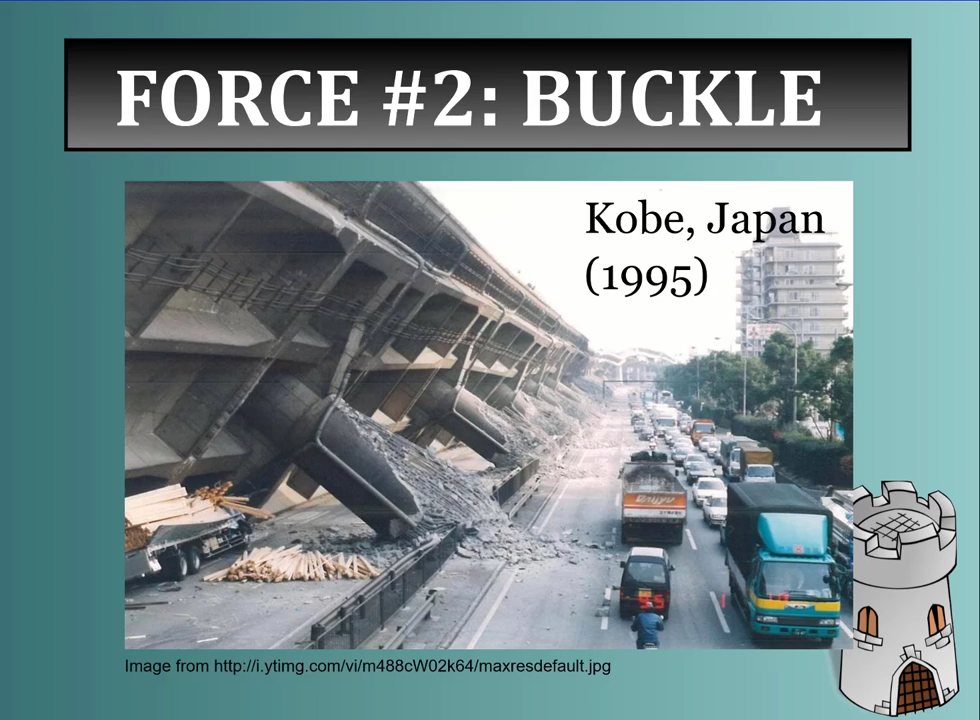 FORCE #2: BUCKLE
Kobe, Japan
(1995)
Image from http://i.ytimg.com/vi/m488cW02k64/maxresdefault.jpg